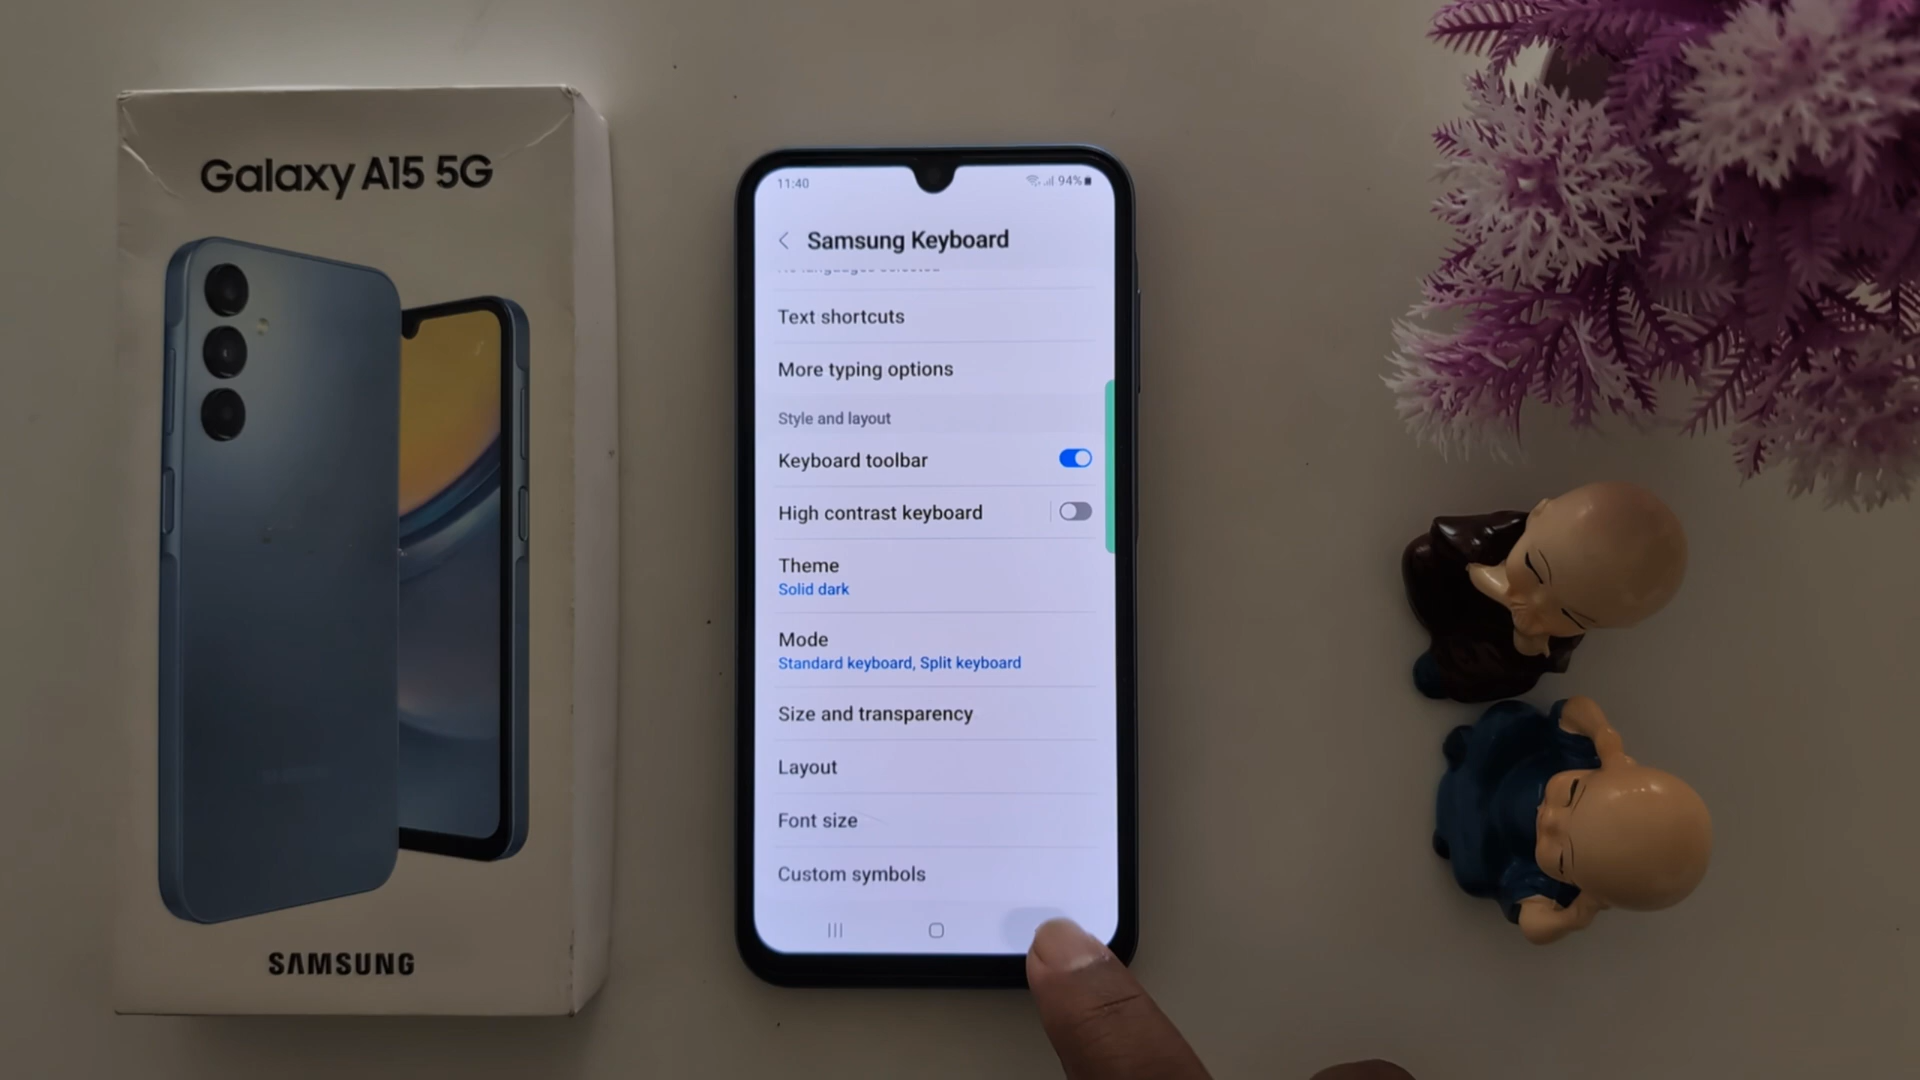 Galaxy A15 5G
SAMSUNG
11:40
94%
Samsung Keyboard
Text shortcuts
More typing options
Style and layout
Keyboard toolbar
High contrast keyboard
Theme
Solid dark
Mode
Standard keyboard, Split keyboard
Size and transparency
Layout
Font size
Custom symbols